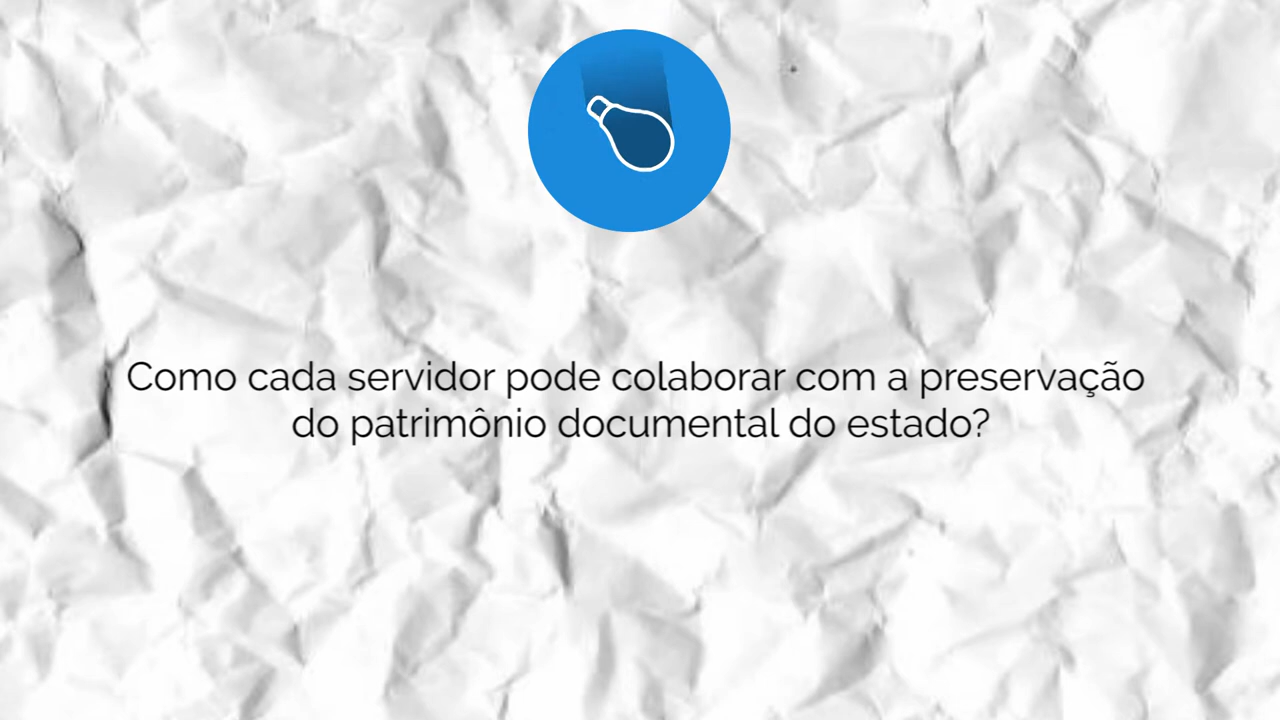 Como cada servidor pode colaborar com a preservação
do patrimônio documental do estado?